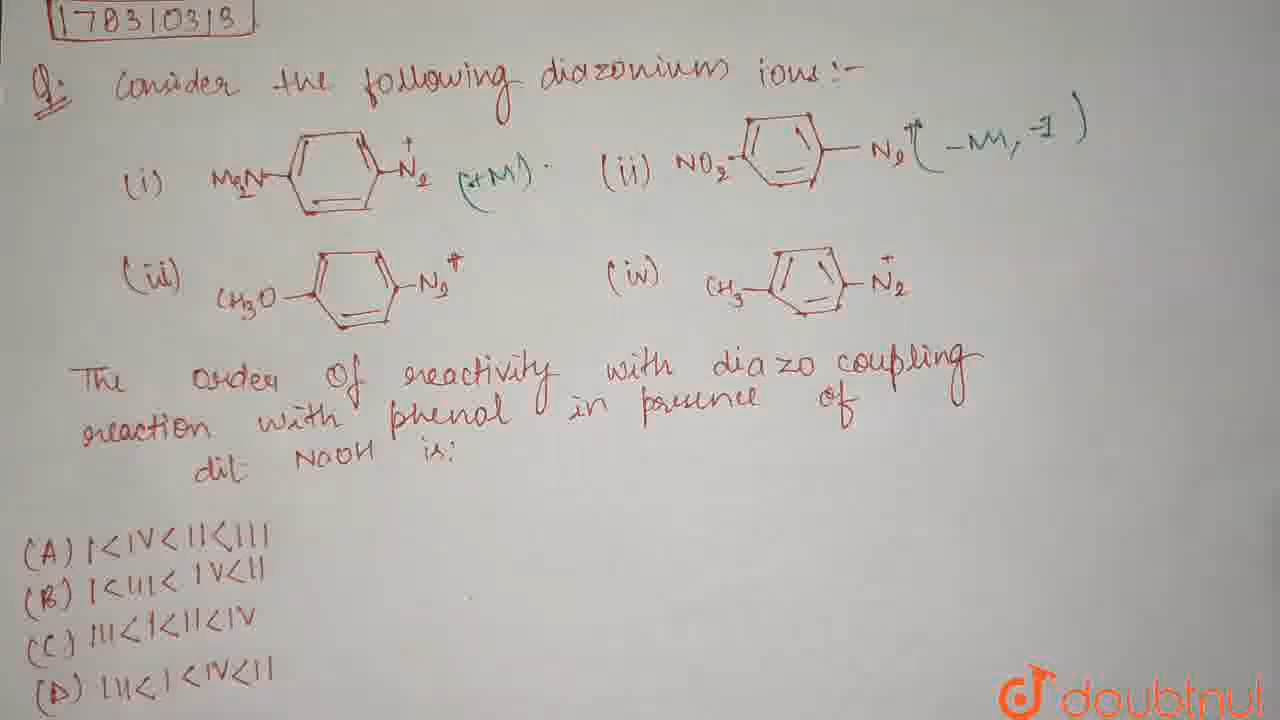 178310313
Q: Consider the following diazonium ions:-
(i) Me2N N2+ (+M). (ii) NO2 N2+ (-M, -I)
(iii) CH3O N2+ (iv) CH3 N2+
The order of reactivity with diazo coupling
reaction with phenol in presence of
dil- NaOH is:
(A) I<IV<II<III
(B) I<III<IV<II
(C) III<I<II<IV
(D) III<I<IV<II
doubtnut